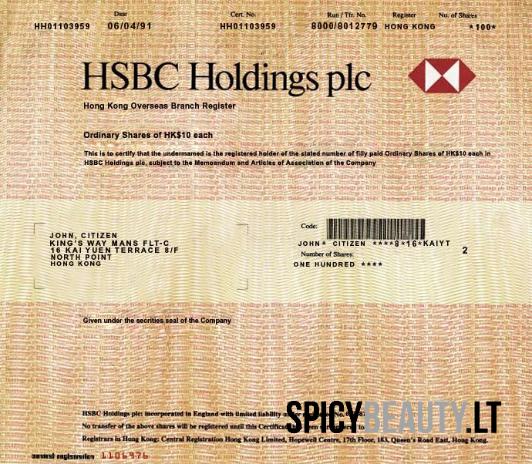 Date Cert. No. Run / Tfr. No. Register No. of Shares
HH01103959 06/04/91 HH01103959 8000/8012779 HONG KONG *100*
HSBC Holdings plc
Hong Kong Overseas Branch Register
Ordinary Shares of HK$10 each
This is to certify that the undermarned is the registered holder of the stated number of filly paid Ordinary Shares of HK$10 each in
HSBC Holdings plc, subject to the Memorandum and Articles of Association of the Company
JOHN, CITIZEN
KING'S WAY MANS FLT-C
16 KAI YUEN TERRACE 8/F
NORTH POINT
HONG KONG
Code:
JOHN* CITIZEN ****8*16*KAIYT
2
Number of Shares:
ONE HUNDRED ****
Given under the secrities seal of the Company
HSBC Holdings plc: incorporated in England with limited liability
No transfer of the above shares will be registered until this Certificate
Registrars in Hong Kong: Central Registration Hong Kong Limited, Hopewell Centre, 17th Floor, 183, Queen's Road East, Hong Kong.
SPICYBEAUTY.LT
central registration 1106976